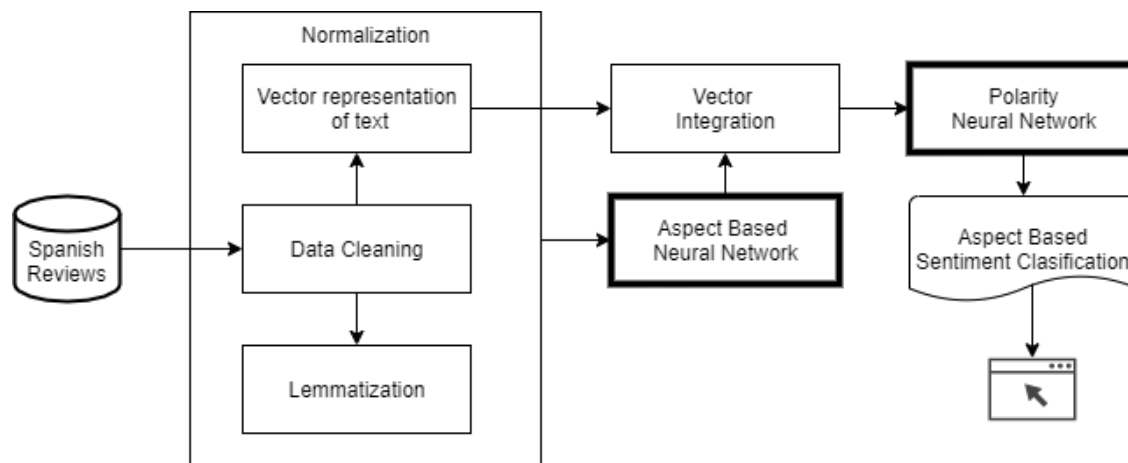 Normalization
Vector representation
of text
Vector
Integration
Polarity
Neural Network
Spanish
Reviews
Data Cleaning
Aspect Based
Neural Network
Aspect Based
Sentiment Clasification
Lemmatization